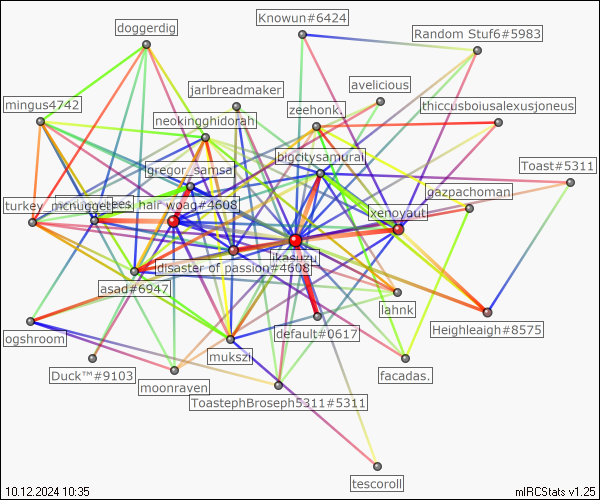 Knowun#6424
doggerdig
Random Stuf6#5983
avelicious
jarlbreadmaker
mingus4742
zeehonk.
thiccusboiusalexusjoneus
neokingghidorah
bigcitysamurai
Toast#5311
gregor_samsa
gazpachoman
hair woag#4608
xenoyaut
ikasuzu
disaster of passion#4608
asad#6947
lahnk
default#0617
Heighleaigh#8575
ogshroom
mukszi
Duck™#9103
moonraven
facadas.
ToastephBroseph5311#5311
tescoroll
10.12.2024 10:35
mIRCStats v1.25